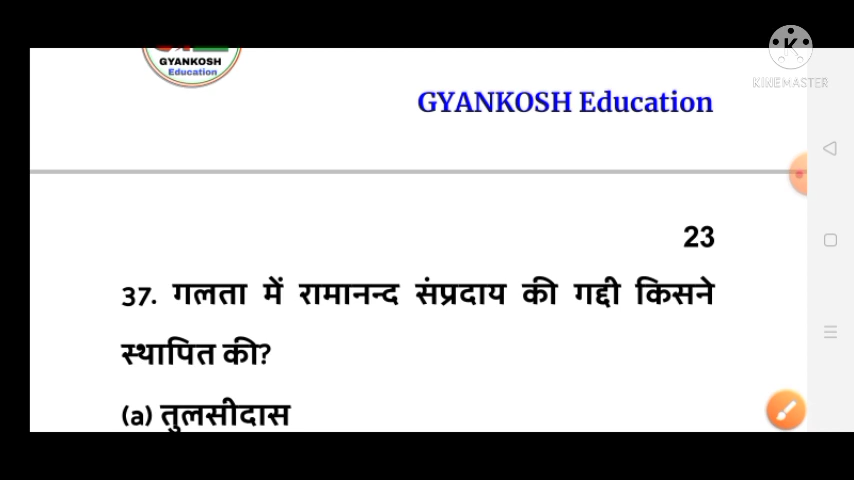 GYANKOSH
Education
KINEMASTER
GYANKOSH Education
23
37. गलता में रामानन्द संप्रदाय की गद्दी किसने
स्थापित की?
(a) तुलसीदास